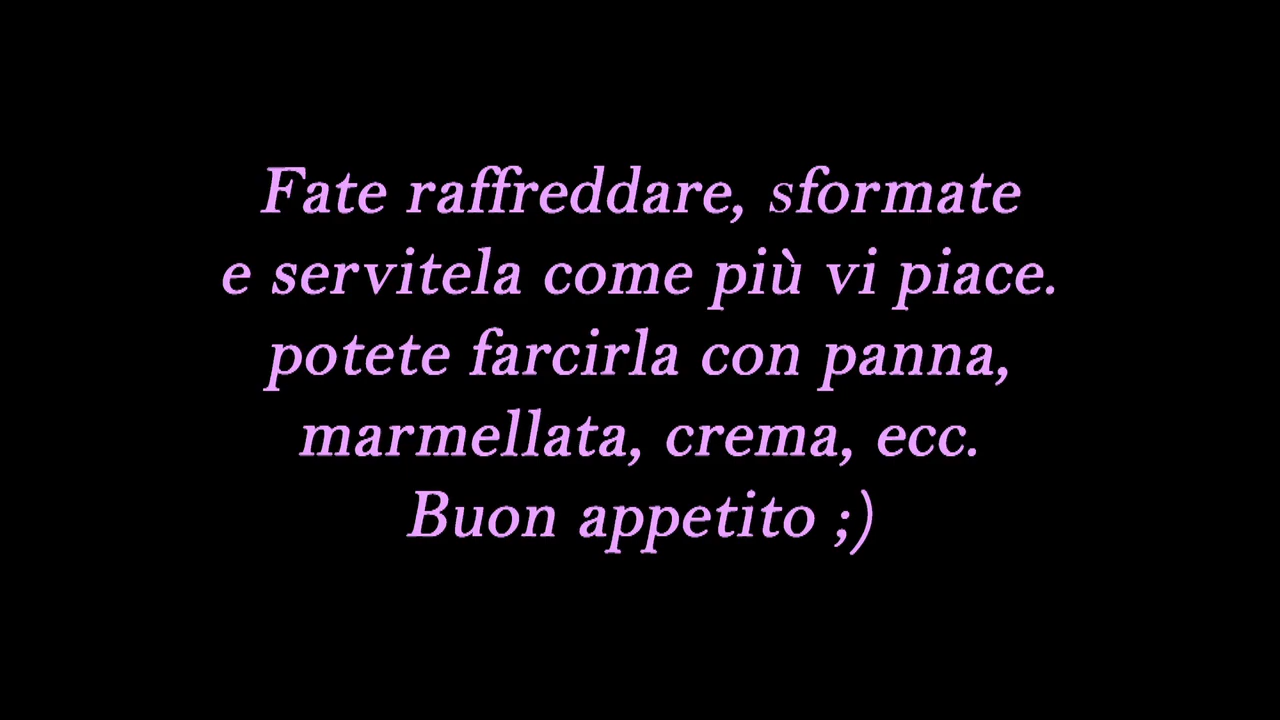 Fate raffreddare, sformate
e servitela come più vi piace.
potete farcirla con panna,
marmellata, crema, ecc.
Buon appetito ;)